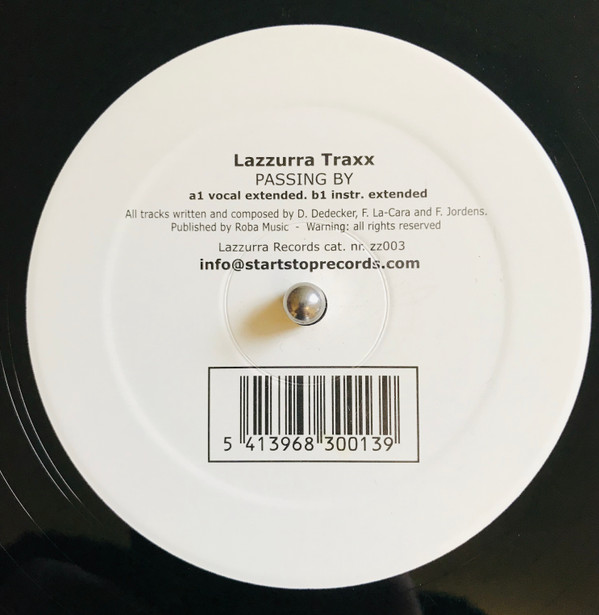 Lazzurra Traxx
PASSING BY
a1 vocal extended. b1 instr. extended
All tracks written and composed by D. Dedecker, F. La-Cara and F. Jordens.
Published by Roba Music - Warning: all rights reserved
Lazzurra Records cat. nr. zz003
info@startstoprecords.com
5 413968 300139